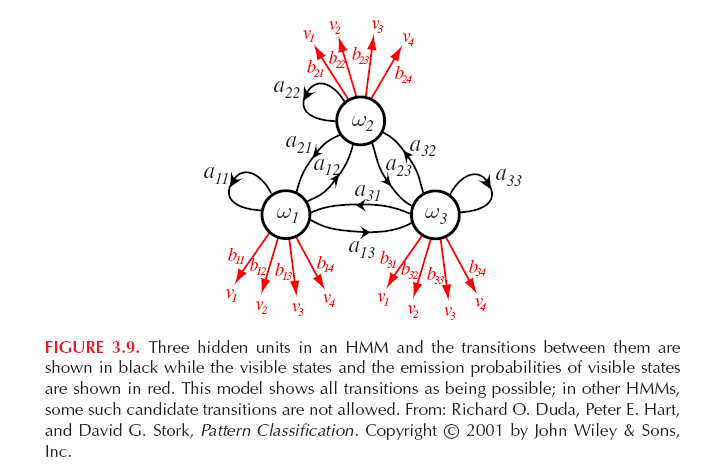 v1 v2 v3 v4
b21 b22 b23 b24
a22
ω2
a21 a12 a23 a32
a11 a31 a33
ω1 ω3
a13
b11 b12 b13 b14 b31 b32 b33 b34
v1 v2 v3 v4 v1 v2 v3 v4
FIGURE 3.9. Three hidden units in an HMM and the transitions between them are
shown in black while the visible states and the emission probabilities of visible states
are shown in red. This model shows all transitions as being possible; in other HMMs,
some such candidate transitions are not allowed. From: Richard O. Duda, Peter E. Hart,
and David G. Stork, Pattern Classification. Copyright © 2001 by John Wiley & Sons,
Inc.